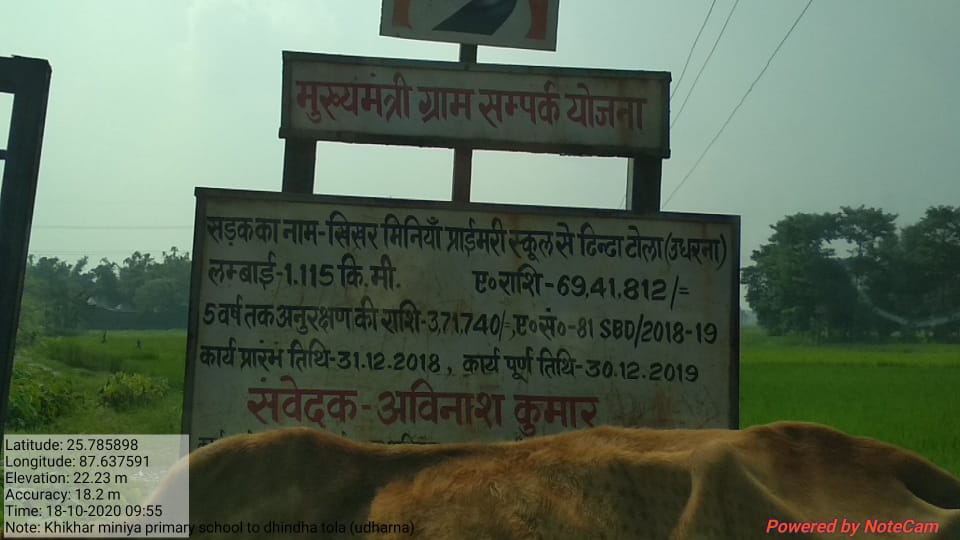 मुख्यमंत्री ग्राम सम्पर्क योजना
सड़क का नाम-सिखर मिनियाँ प्राईमरी स्कूल से ढिन्ढा टोला (उधरना)
लम्बाई-1.115 कि.मी. ए॰ राशि-69,41,812/=
5 वर्ष तक अनुरक्षण की राशि-3,71,740/=, ए॰ सं॰-81 SBD/2018-19
कार्य प्रारंभ तिथि-31.12.2018, कार्य पूर्ण तिथि-30.12.2019
संवेदक-अविनाश कुमार
Latitude: 25.785898
Longitude: 87.637591
Elevation: 22.23 m
Accuracy: 18.2 m
Time: 18-10-2020 09:55
Note: Khikhar miniya primary school to dhindha tola (udharna)
Powered by NoteCam